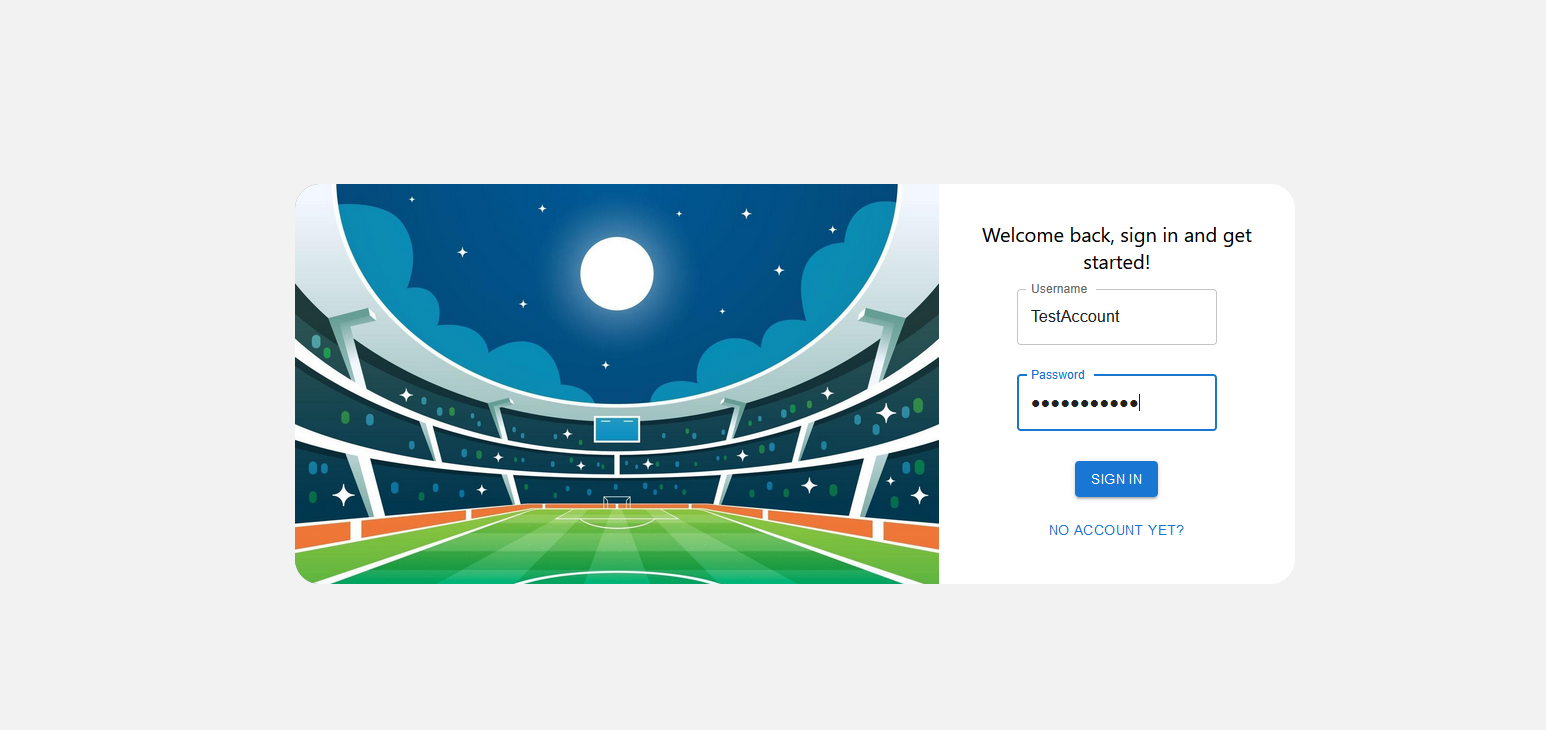 Welcome back, sign in and get
started!
Username
TestAccount
Password
●●●●●●●●●●●
SIGN IN
NO ACCOUNT YET?